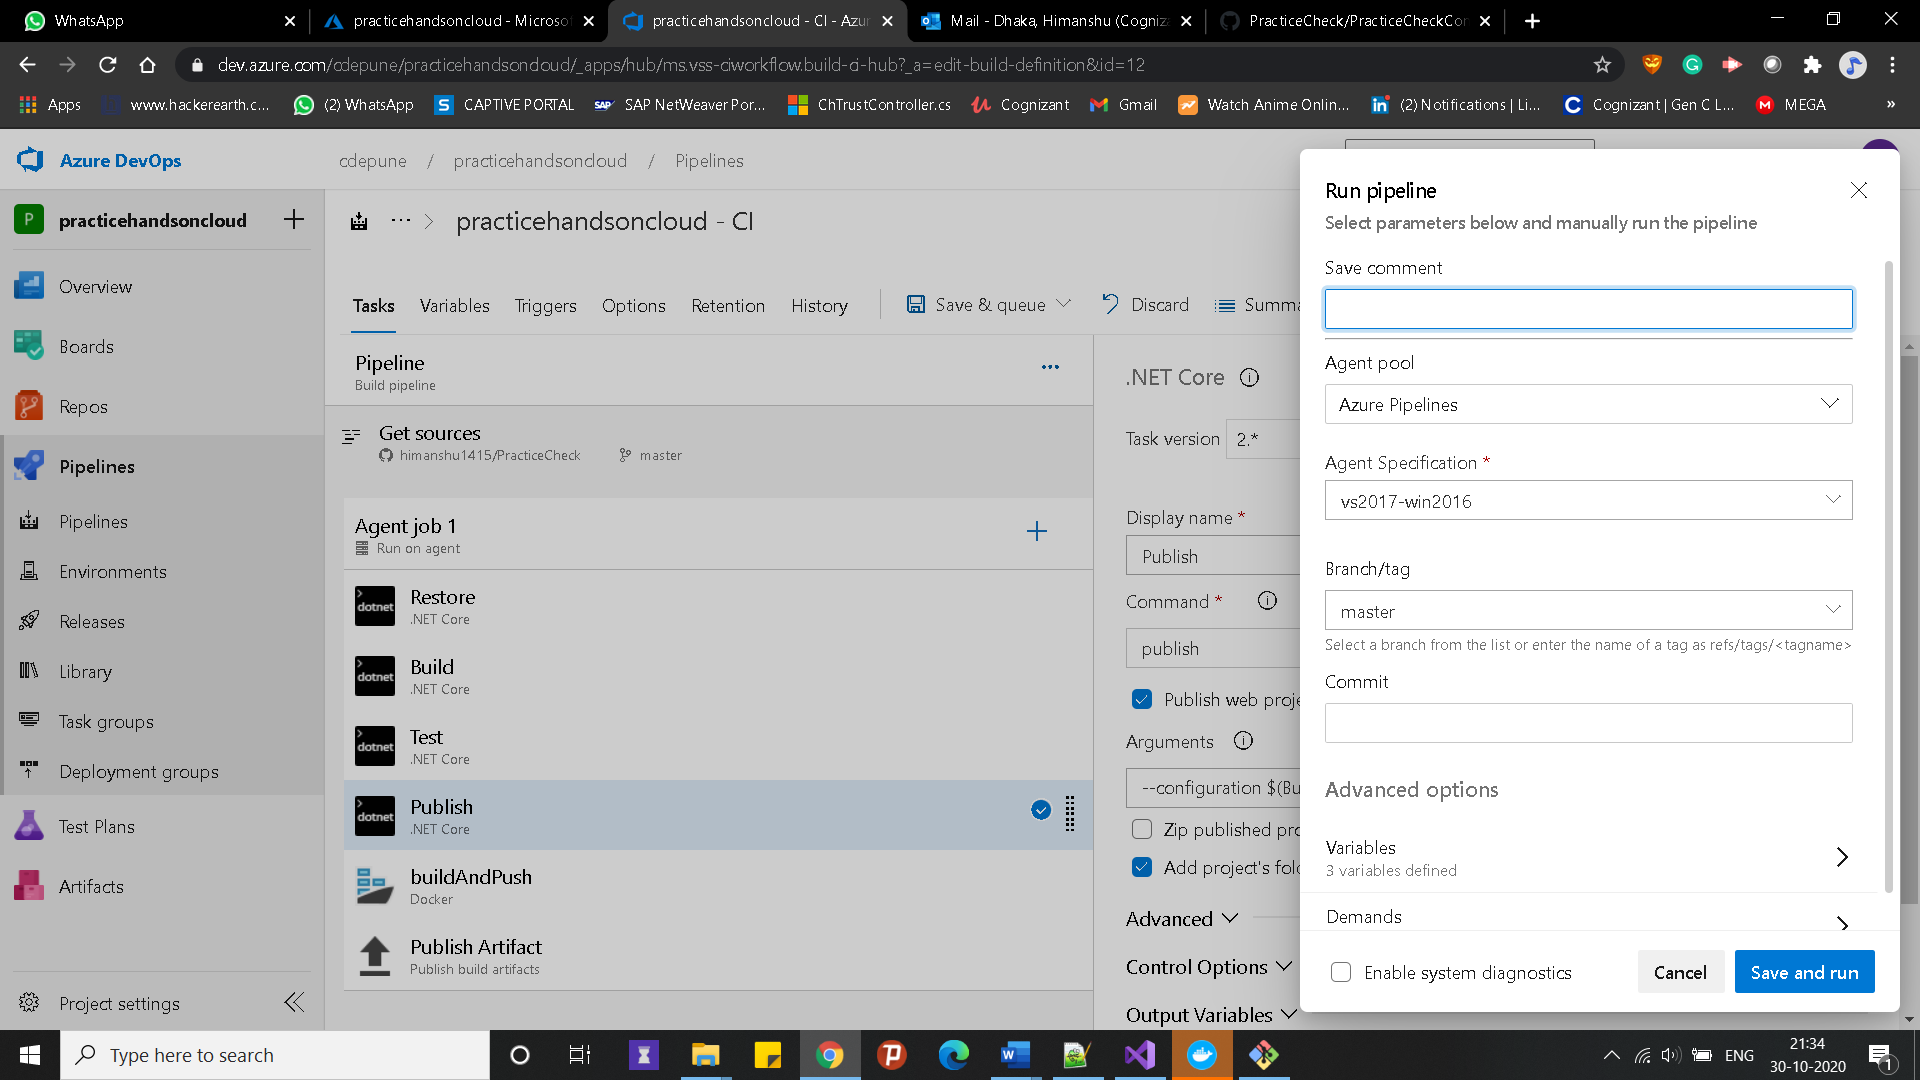 WhatsApp
practicehandsoncloud - Microso
practicehandsoncloud - CI - Azur
Mail - Dhaka, Himanshu (Cogniza
PracticeCheck/PracticeCheckCor
dev.azure.com/cdepune/practicehandsoncloud/_apps/hub/ms.vss-ciworkflow.build-ci-hub?_a=edit-build-definition&id=12
Apps
www.hackerearth.c...
(2) WhatsApp
CAPTIVE PORTAL
SAP NetWeaver Por...
ChTrustController.cs
Cognizant
Gmail
Watch Anime Onlin...
(2) Notifications | Li...
Cognizant | Gen C L...
MEGA
»
Azure DevOps
cdepune / practicehandsoncloud / Pipelines
P practicehandsoncloud
Overview
Boards
Repos
Pipelines
Pipelines
Environments
Releases
Library
Task groups
Deployment groups
Test Plans
Artifacts
Project settings
practicehandsoncloud - CI
Tasks Variables Triggers Options Retention History Save & queue Discard Summa
Pipeline
Build pipeline
Get sources
himanshu1415/PracticeCheck master
Agent job 1
Run on agent
dotnet Restore
.NET Core
dotnet Build
.NET Core
dotnet Test
.NET Core
dotnet Publish
.NET Core
buildAndPush
Docker
Publish Artifact
Publish build artifacts
.NET Core
Task version 2.*
Display name *
Publish
Command *
publish
Publish web proje
Arguments
--configuration $(Bu
Zip published pro
Add project's fol
Advanced
Control Options
Output Variables
Run pipeline
Select parameters below and manually run the pipeline
Save comment
Agent pool
Azure Pipelines
Agent Specification *
vs2017-win2016
Branch/tag
master
Select a branch from the list or enter the name of a tag as refs/tags/<tagname>
Commit
Advanced options
Variables
3 variables defined
Demands
Enable system diagnostics
Cancel
Save and run
Type here to search
ENG
21:34
30-10-2020
1